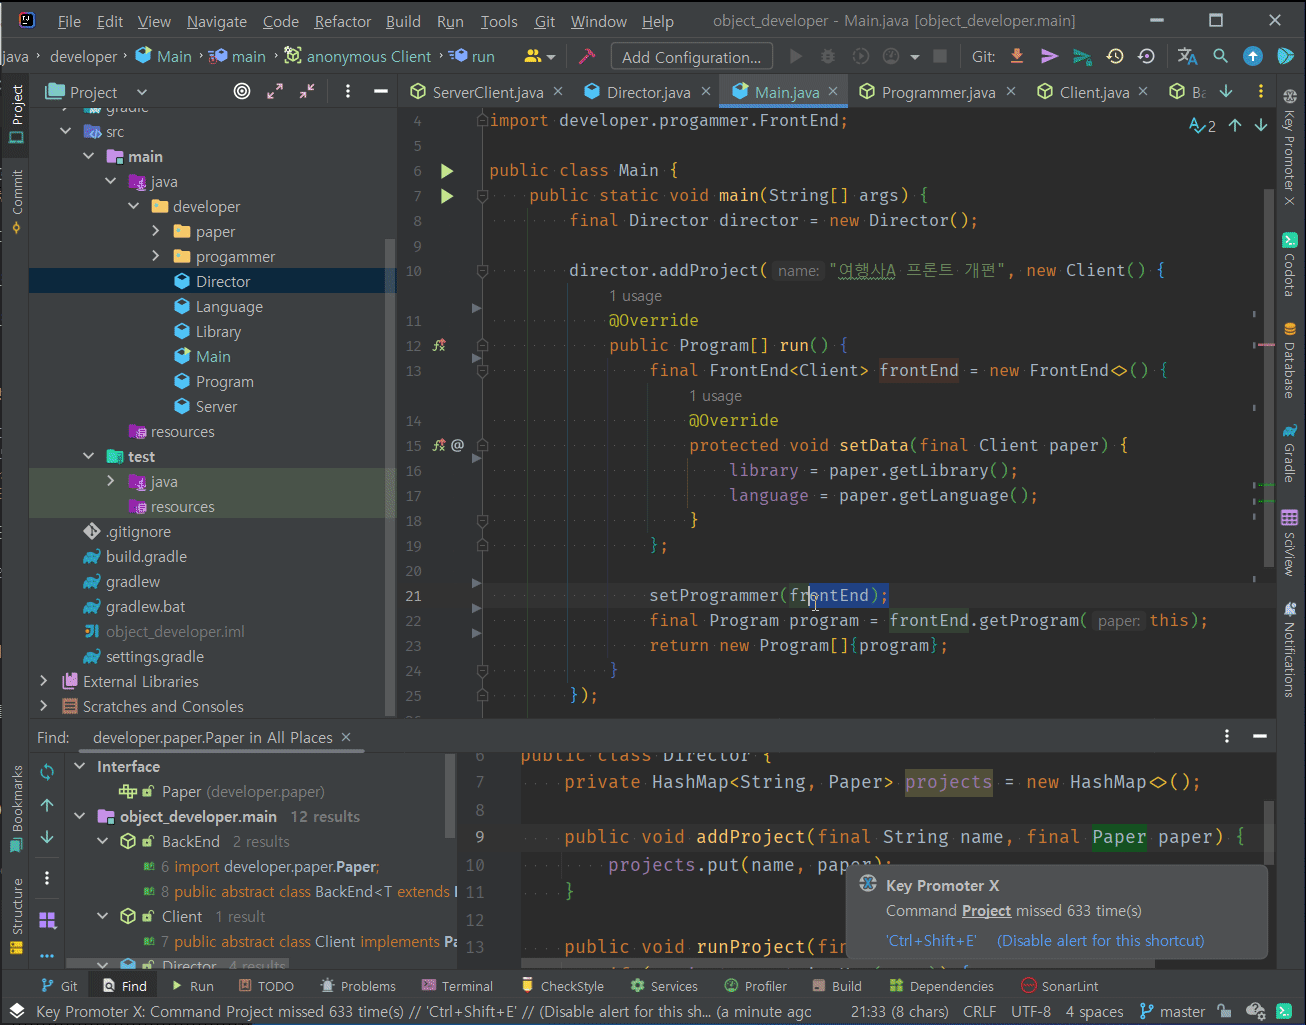 File Edit View Navigate Code Refactor Build Run Tools Git Window Help object_developer - Main.java [object_developer.main]
java developer Main main anonymous Client run Add Configuration... Git:
Project
ServerClient.java Director.java Main.java Programmer.java Client.java Ba
Project
Commit
Bookmarks
Structure
gradle
src
main
java
developer
paper
progammer
Director
Language
Library
Main
Program
Server
resources
test
java
resources
.gitignore
build.gradle
gradlew
gradlew.bat
object_developer.iml
settings.gradle
External Libraries
Scratches and Consoles
2
4 import developer.progammer.FrontEnd;
5
6 public class Main {
7 public static void main(String[] args) {
8 final Director director = new Director();
9
10 director.addProject( name: "여행사A 프론트 개편", new Client() {
1 usage
11 @Override
12 public Program[] run() {
13 final FrontEnd<Client> frontEnd = new FrontEnd<>() {
1 usage
14 @Override
15 @ protected void setData(final Client paper) {
16 library = paper.getLibrary();
17 language = paper.getLanguage();
18 }
19 };
20
21 setProgrammer(frontEnd);
22 final Program program = frontEnd.getProgram( paper: this);
23 return new Program[]{program};
24 }
25 });
Key Promoter X
Codota
Database
Gradle
SciView
Notifications
Find: developer.paper.Paper in All Places
Interface
Paper (developer.paper)
object_developer.main 12 results
BackEnd 2 results
6 import developer.paper.Paper;
8 public abstract class BackEnd<T extends
Client 1 result
7 public abstract class Client implements Pa
Director 4 results
6 public class Director {
7 private HashMap<String, Paper> projects = new HashMap<>();
8
9 public void addProject(final String name, final Paper paper) {
10 projects.put(name, paper);
11 }
12
13 public void runProject(fin
Key Promoter X
Command Project missed 633 time(s)
'Ctrl+Shift+E' (Disable alert for this shortcut)
Git Find Run TODO Problems Terminal CheckStyle Services Profiler Build Dependencies SonarLint
Key Promoter X: Command Project missed 633 time(s) // 'Ctrl+Shift+E' // (Disable alert for this sh... (a minute ago 21:33 (8 chars) CRLF UTF-8 4 spaces master